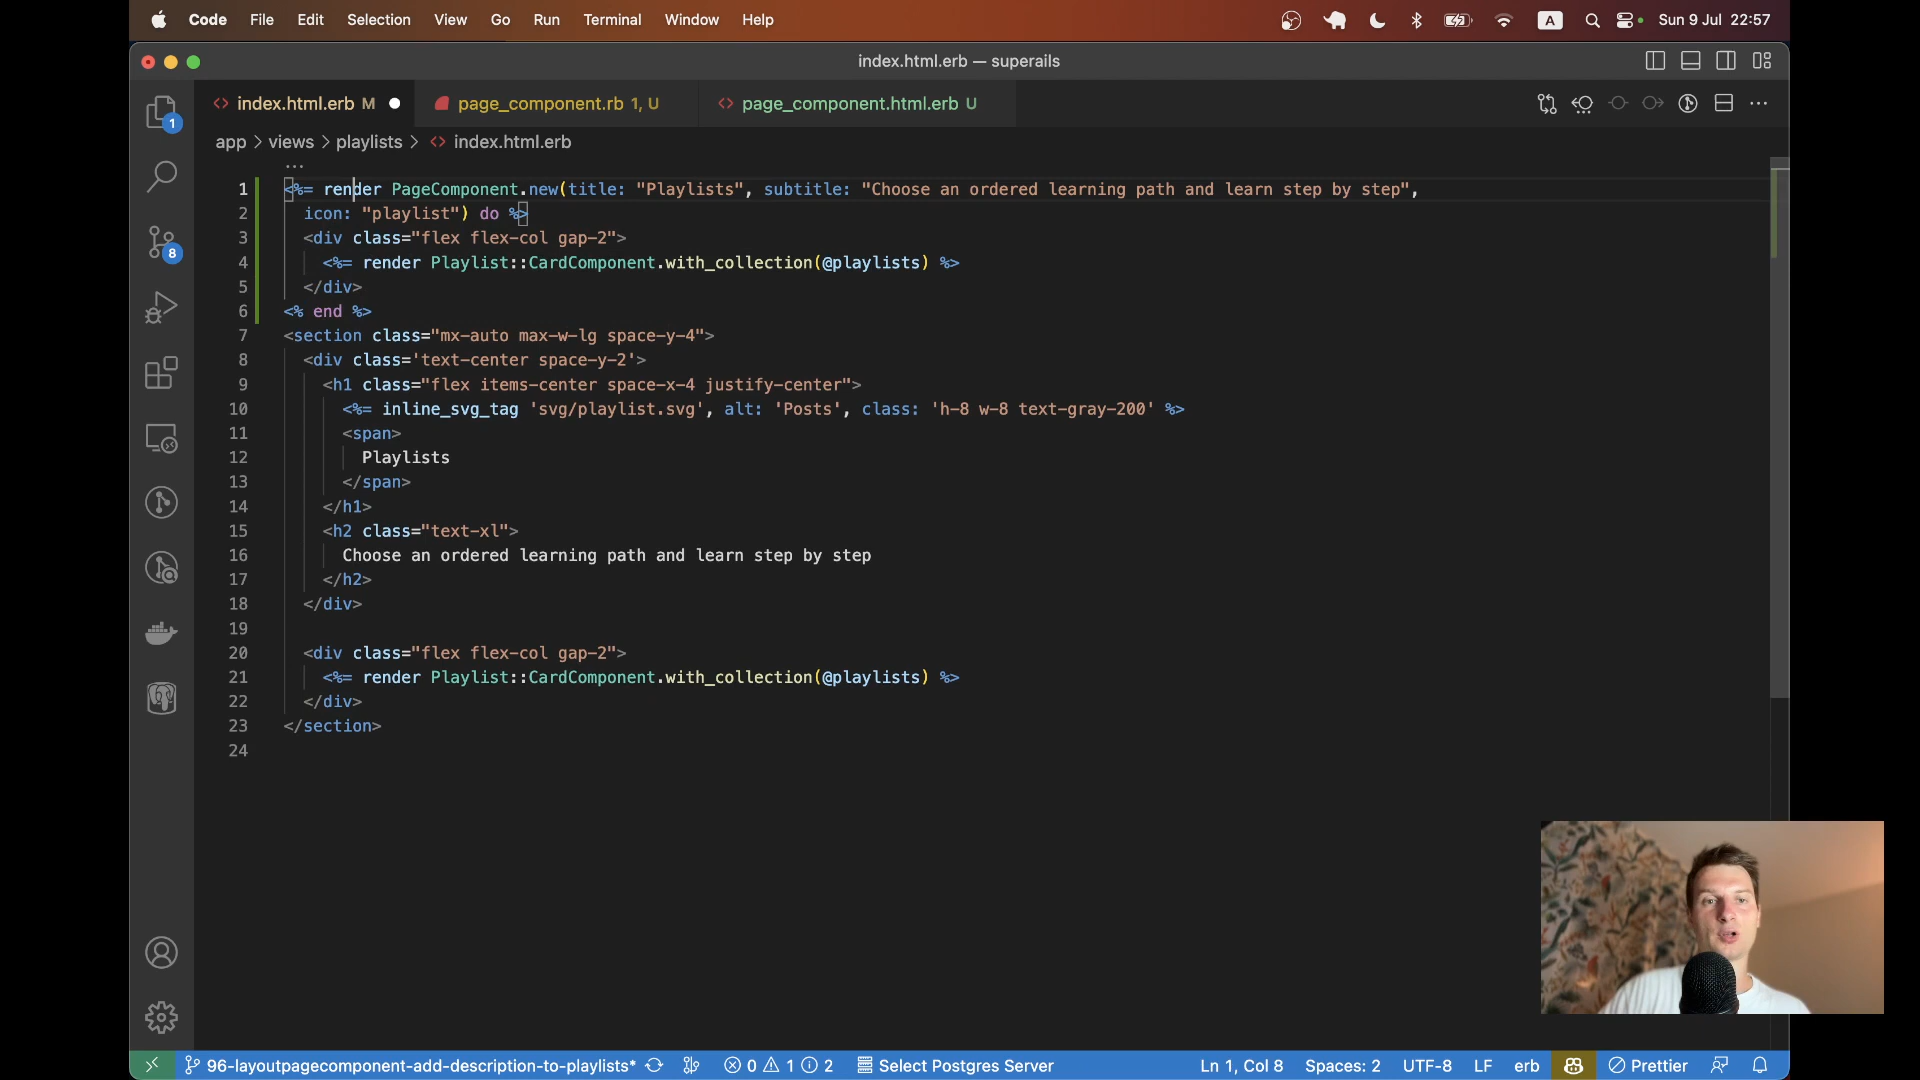 Code File Edit Selection View Go Run Terminal Window Help A Sun 9 Jul 22:57
index.html.erb — superails
index.html.erb M page_component.rb 1, U page_component.html.erb U
app > views > playlists > index.html.erb
1 <%= render PageComponent.new(title: "Playlists", subtitle: "Choose an ordered learning path and learn step by step",
2 icon: "playlist") do %>
3 <div class="flex flex-col gap-2">
4 <%= render Playlist::CardComponent.with_collection(@playlists) %>
5 </div>
6 <% end %>
7 <section class="mx-auto max-w-lg space-y-4">
8 <div class='text-center space-y-2'>
9 <h1 class="flex items-center space-x-4 justify-center">
10 <%= inline_svg_tag 'svg/playlist.svg', alt: 'Posts', class: 'h-8 w-8 text-gray-200' %>
11 <span>
12 Playlists
13 </span>
14 </h1>
15 <h2 class="text-xl">
16 Choose an ordered learning path and learn step by step
17 </h2>
18 </div>
19
20 <div class="flex flex-col gap-2">
21 <%= render Playlist::CardComponent.with_collection(@playlists) %>
22 </div>
23 </section>
24
1
8
96-layoutpagecomponent-add-description-to-playlists* 0 1 2 Select Postgres Server Ln 1, Col 8 Spaces: 2 UTF-8 LF erb Prettier